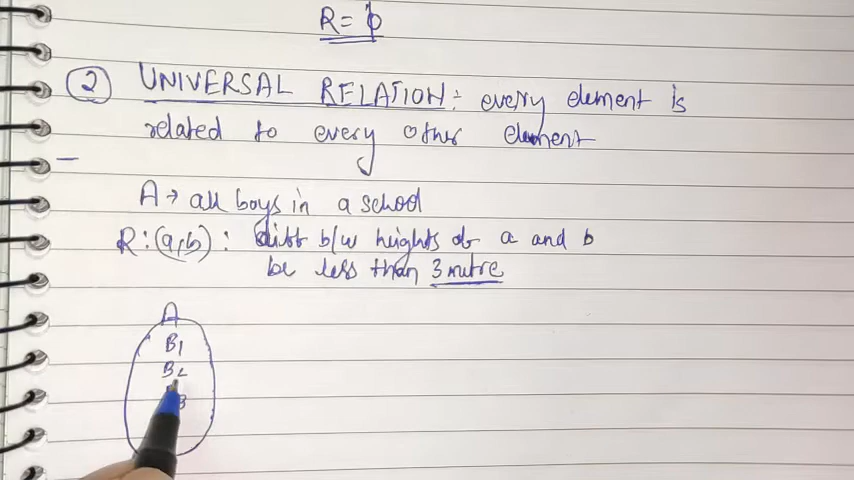 R = ϕ
② UNIVERSAL RELATION : every element is
related to every other element
A → all boys in a school
R : (a,b) : diff b/w heights of a and b
be less than 3 metre
A
B1
B2